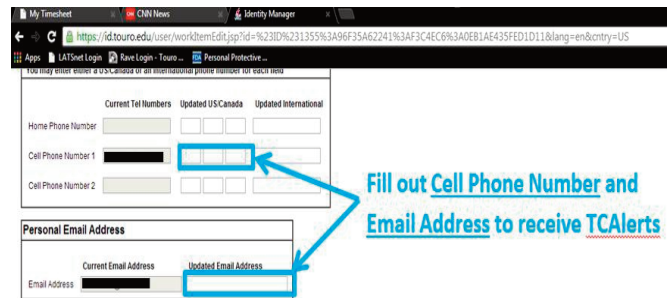 My Timesheet CNN News Identity Manager
https://id.touro.edu/user/workItemEdit.jsp?id=%23ID%231355%3A96F35A62241%3AF3C4EC6%3A0EB1AE435FED1D11&lang=en&cntry=US
Apps LATSnet Login Rave Login - Touro ... Personal Protective ...
You may enter either a US/Canada or an international phone number for each field
Current Tel Numbers Updated US/Canada Updated International
Home Phone Number
Cell Phone Number 1
Cell Phone Number 2
Fill out Cell Phone Number and
Email Address to receive TCAlerts
Personal Email Address
Current Email Address Updated Email Address
Email Address